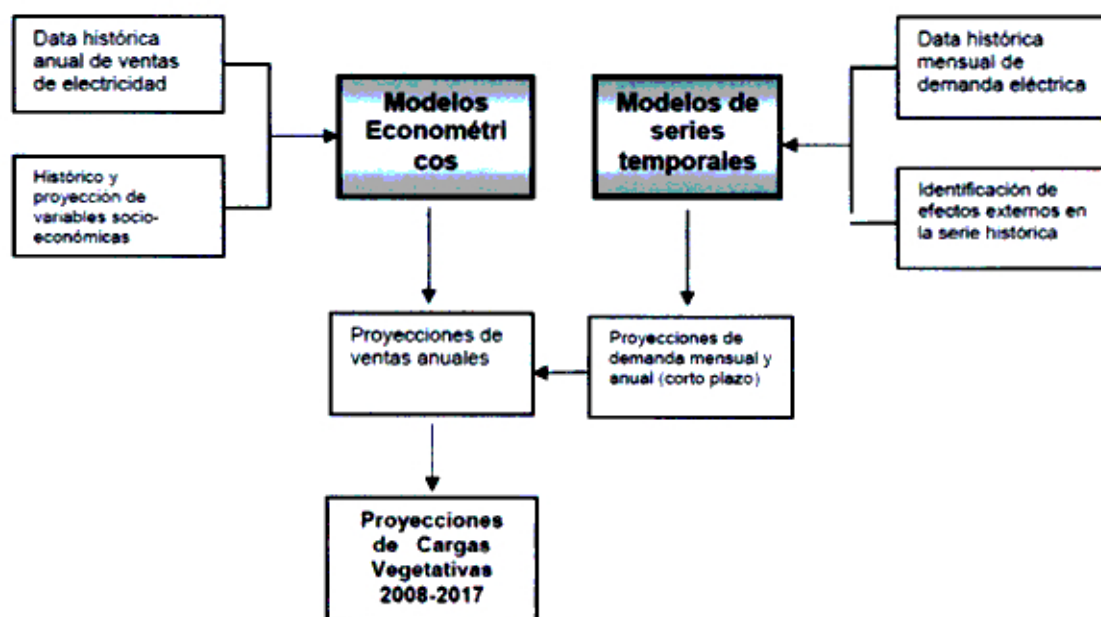 Data histórica
anual de ventas
de electricidad
Histórico y
proyección de
variables socio-
económicas
Modelos
Econométri
cos
Modelos de
series
temporales
Data histórica
mensual de
demanda eléctrica
Identificación de
efectos externos en
la serie histórica
Proyecciones de
ventas anuales
Proyecciones de
demanda mensual y
anual (corto plazo)
Proyecciones
de Cargas
Vegetativas
2008-2017